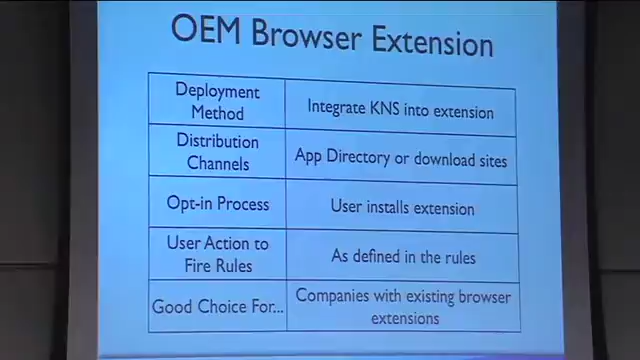 OEM Browser Extension
Deployment
Method
Integrate KNS into extension
Distribution
Channels
App Directory or download sites
Opt-in Process
User installs extension
User Action to
Fire Rules
As defined in the rules
Good Choice For...
Companies with existing browser
extensions